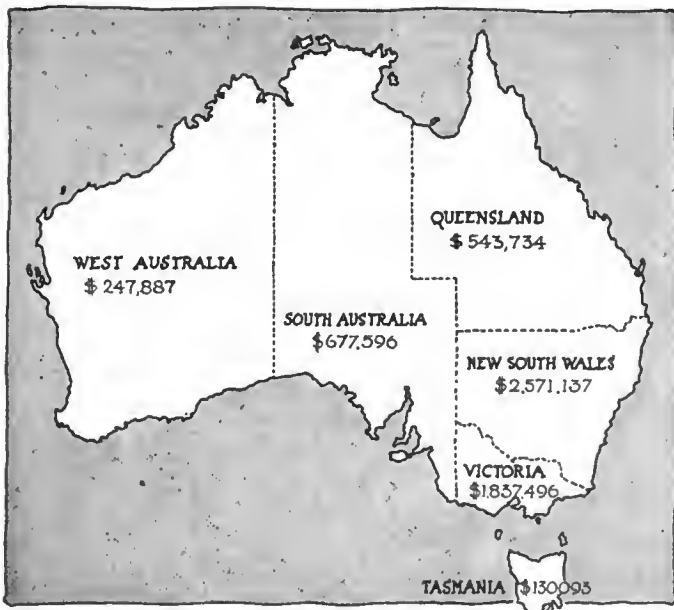 QUEENSLAND
$543,734
WEST AUSTRALIA
$247,887
SOUTH AUSTRALIA
$677,596
NEW SOUTH WALES
$2,571,137
VICTORIA
$1,837,496
TASMANIA $130,093